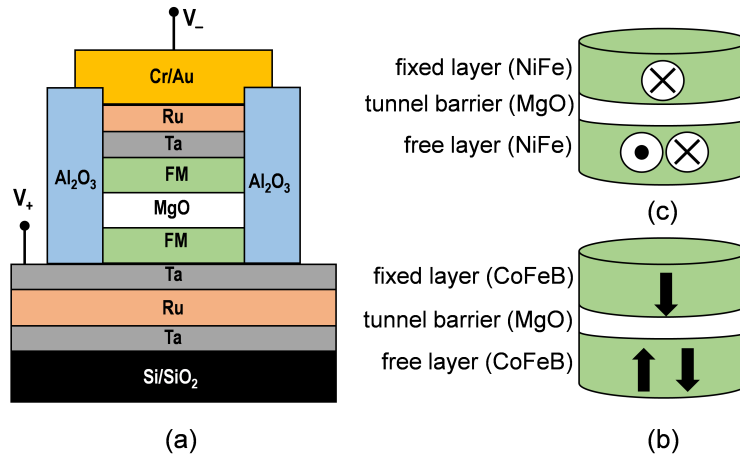 V₋
Cr/Au
Ru
Ta
FM
MgO
FM
Al₂O₃
Al₂O₃
V₊
Ta
Ru
Ta
Si/SiO₂
(a)
fixed layer (NiFe)
tunnel barrier (MgO)
free layer (NiFe)
(c)
fixed layer (CoFeB)
tunnel barrier (MgO)
free layer (CoFeB)
(b)